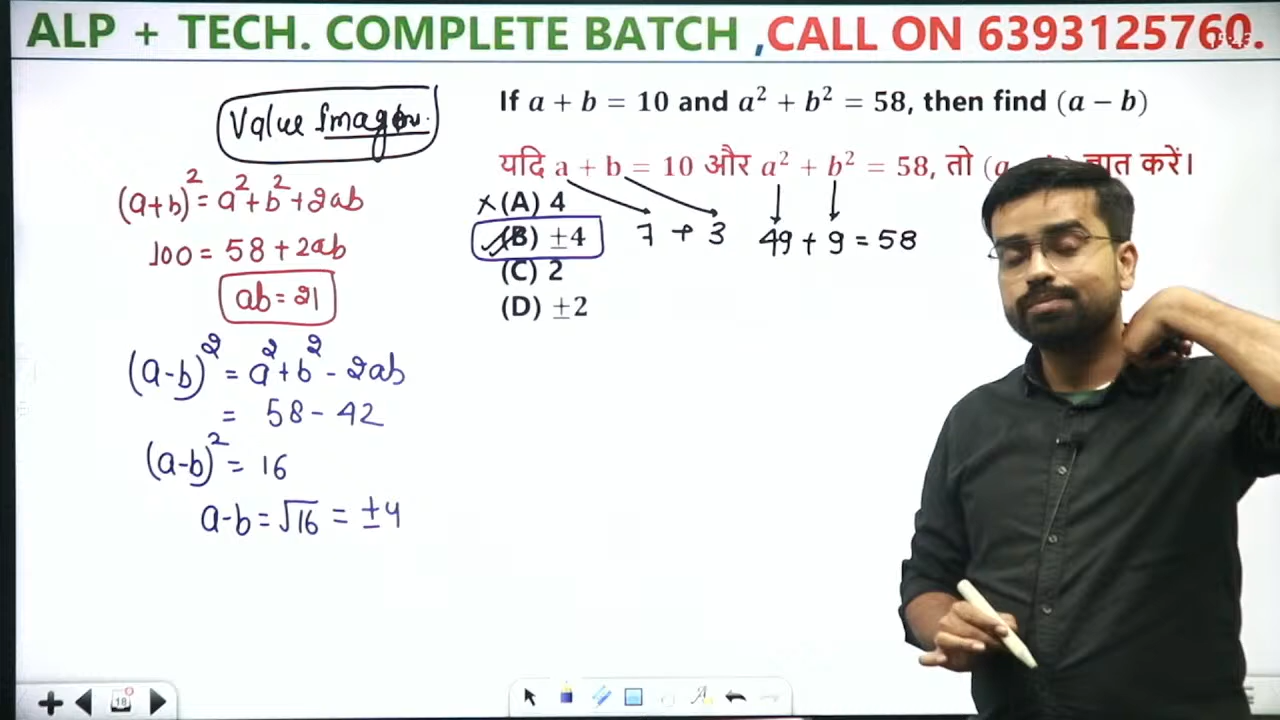 ALP + TECH. COMPLETE BATCH ,CALL ON 6393125760.
Value
If a + b = 10 and a² + b² = 58, then find (a − b)
यदि a + b = 10 और a² + b² = 58, तो (a ज्ञात करें।
(A) 4
(B) ±4
(C) 2
(D) ±2
7 + 3 49 + 9 = 58
(a+b)² = a² + b² + 2ab
100 = 58 + 2ab
ab = 21
(a-b)² = a² + b² - 2ab
= 58 - 42
(a-b)² = 16
a-b = √16 = ±4
18